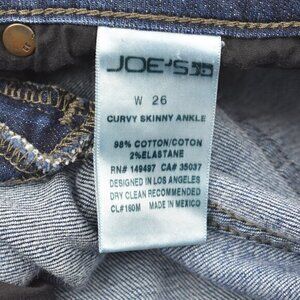 JOE'S
W 26
CURVY SKINNY ANKLE
98% COTTON/COTON
2%ELASTANE
RN# 149497 CA# 35037
DESIGNED IN LOS ANGELES
DRY CLEAN RECOMMENDED
CL#160M MADE IN MEXICO